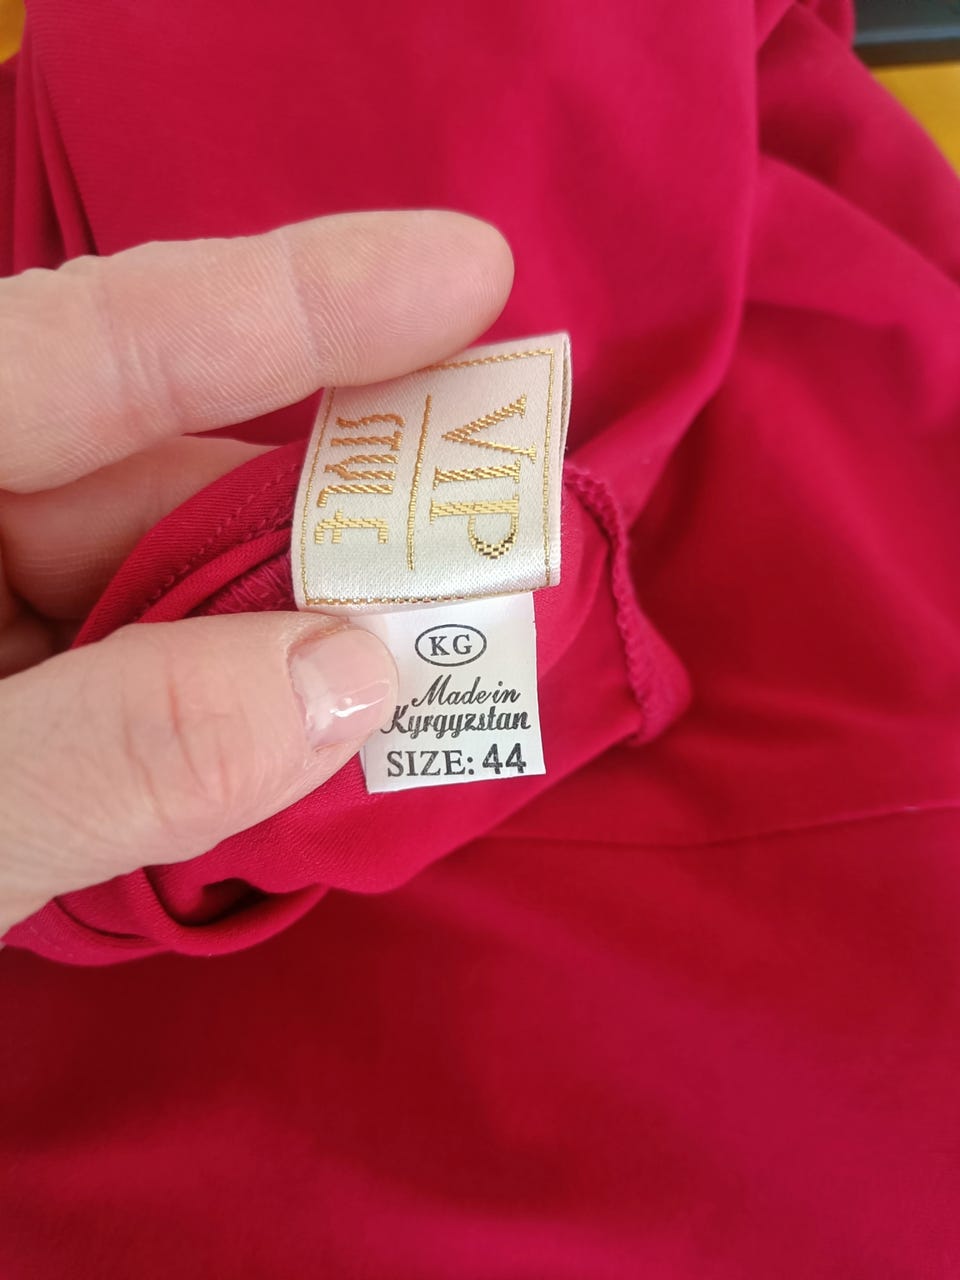 VIP
STYLE
KG
Made in
Kyrgyzstan
SIZE: 44